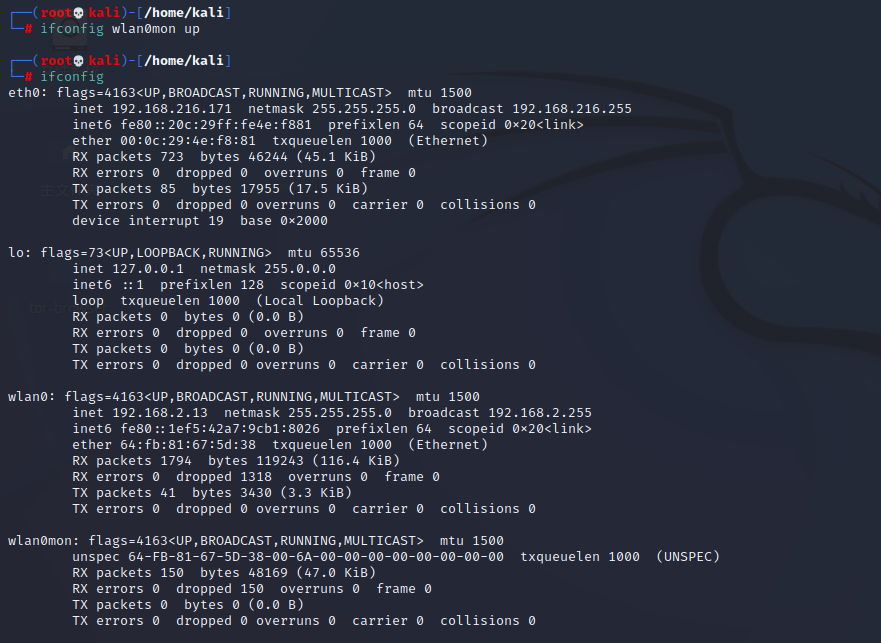 ┌──(root💀kali)-[/home/kali]
└─# ifconfig wlan0mon up
┌──(root💀kali)-[/home/kali]
└─# ifconfig
eth0: flags=4163<UP,BROADCAST,RUNNING,MULTICAST>  mtu 1500
        inet 192.168.216.171  netmask 255.255.255.0  broadcast 192.168.216.255
        inet6 fe80::20c:29ff:fe4e:f881  prefixlen 64  scopeid 0×20<link>
        ether 00:0c:29:4e:f8:81  txqueuelen 1000  (Ethernet)
        RX packets 723  bytes 46244 (45.1 KiB)
        RX errors 0  dropped 0  overruns 0  frame 0
        TX packets 85  bytes 17955 (17.5 KiB)
        TX errors 0  dropped 0 overruns 0  carrier 0  collisions 0
        device interrupt 19  base 0×2000
lo: flags=73<UP,LOOPBACK,RUNNING>  mtu 65536
        inet 127.0.0.1  netmask 255.0.0.0
        inet6 ::1  prefixlen 128  scopeid 0×10<host>
        loop  txqueuelen 1000  (Local Loopback)
        RX packets 0  bytes 0 (0.0 B)
        RX errors 0  dropped 0  overruns 0  frame 0
        TX packets 0  bytes 0 (0.0 B)
        TX errors 0  dropped 0 overruns 0  carrier 0  collisions 0
wlan0: flags=4163<UP,BROADCAST,RUNNING,MULTICAST>  mtu 1500
        inet 192.168.2.13  netmask 255.255.255.0  broadcast 192.168.2.255
        inet6 fe80::1ef5:42a7:9cb1:8026  prefixlen 64  scopeid 0×20<link>
        ether 64:fb:81:67:5d:38  txqueuelen 1000  (Ethernet)
        RX packets 1794  bytes 119243 (116.4 KiB)
        RX errors 0  dropped 1318  overruns 0  frame 0
        TX packets 41  bytes 3430 (3.3 KiB)
        TX errors 0  dropped 0 overruns 0  carrier 0  collisions 0
wlan0mon: flags=4163<UP,BROADCAST,RUNNING,MULTICAST>  mtu 1500
        unspec 64-FB-81-67-5D-38-00-6A-00-00-00-00-00-00-00-00  txqueuelen 1000  (UNSPEC)
        RX packets 150  bytes 48169 (47.0 KiB)
        RX errors 0  dropped 150  overruns 0  frame 0
        TX packets 0  bytes 0 (0.0 B)
        TX errors 0  dropped 0 overruns 0  carrier 0  collisions 0